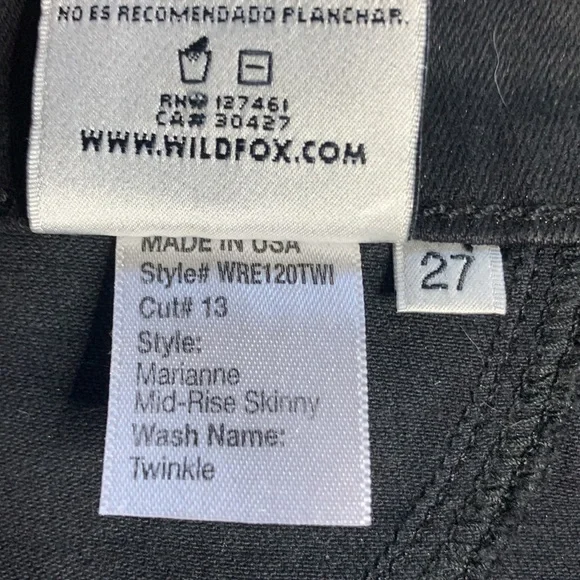 NO ES RECOMENDADO PLANCHAR.
RN# 137461
CA# 30427
WWW.WILDFOX.COM
MADE IN USA
Style# WRE120TWI
Cut# 13
Style:
Marianne
Mid-Rise Skinny
Wash Name:
Twinkle
27